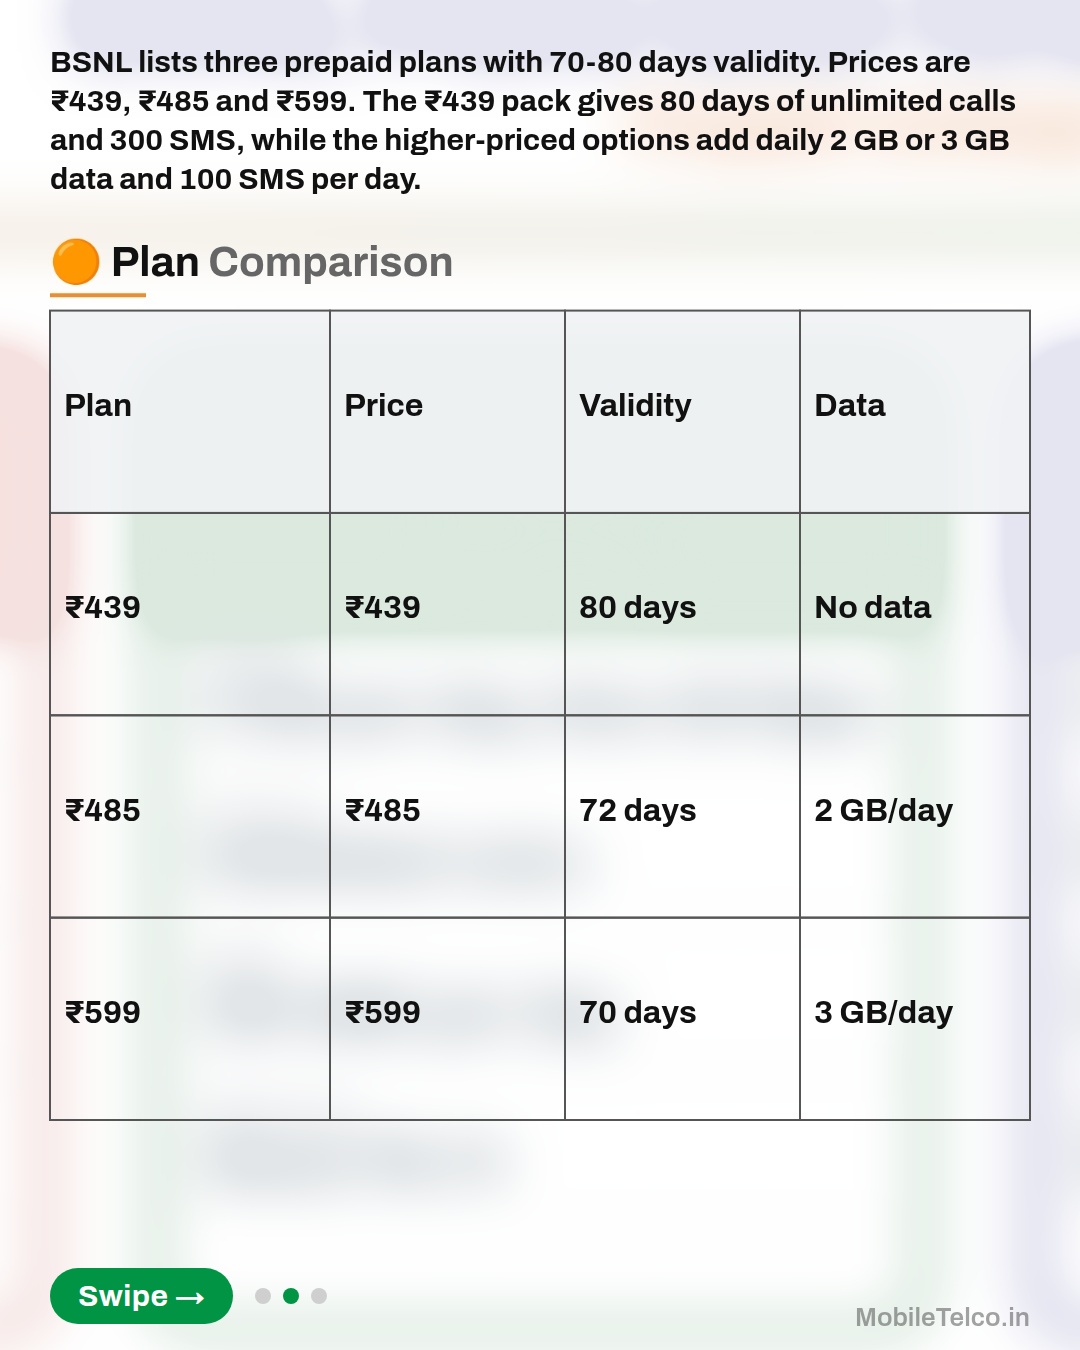 BSNL lists three prepaid plans with 70-80 days validity. Prices are
₹439, ₹485 and ₹599. The ₹439 pack gives 80 days of unlimited calls
and 300 SMS, while the higher-priced options add daily 2 GB or 3 GB
data and 100 SMS per day.
🟠 Plan Comparison
Plan Price Validity Data
₹439 ₹439 80 days No data
₹485 ₹485 72 days 2 GB/day
₹599 ₹599 70 days 3 GB/day
Swipe →
MobileTelco.in